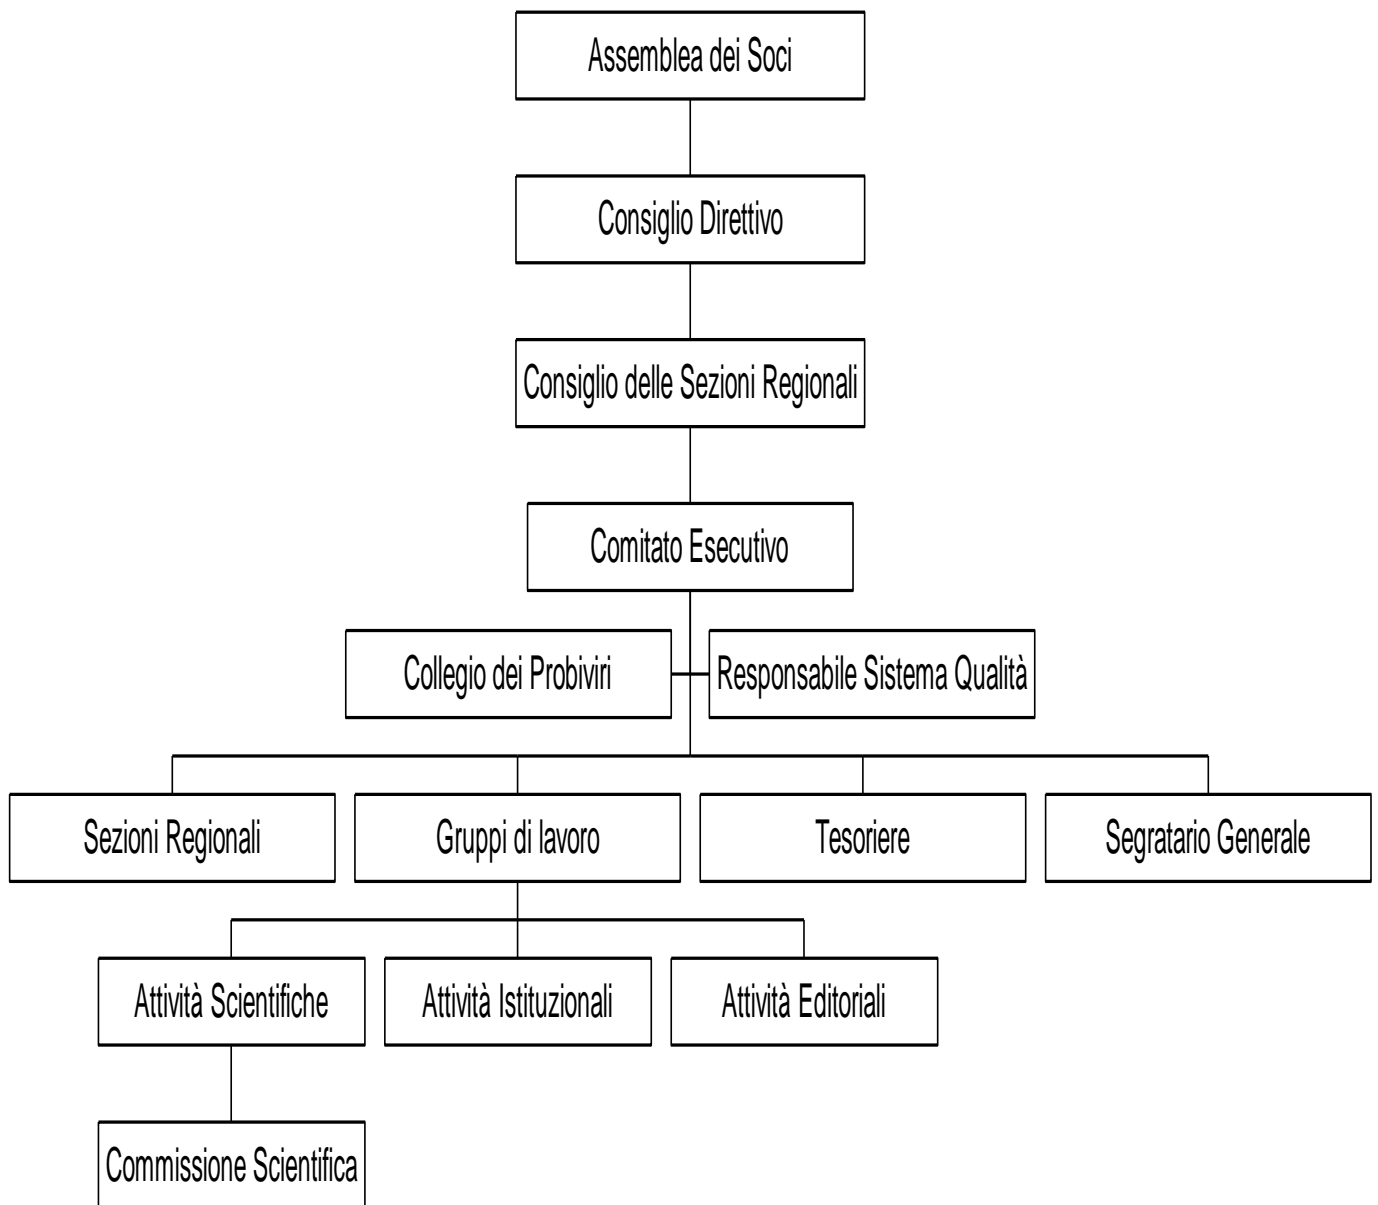 Assemblea dei Soci
Consiglio Direttivo
Consiglio delle Sezioni Regionali
Comitato Esecutivo
Collegio dei Probiviri
Responsabile Sistema Qualità
Sezioni Regionali
Gruppi di lavoro
Tesoriere
Segratario Generale
Attività Scientifiche
Attività Istituzionali
Attività Editoriali
Commissione Scientifica